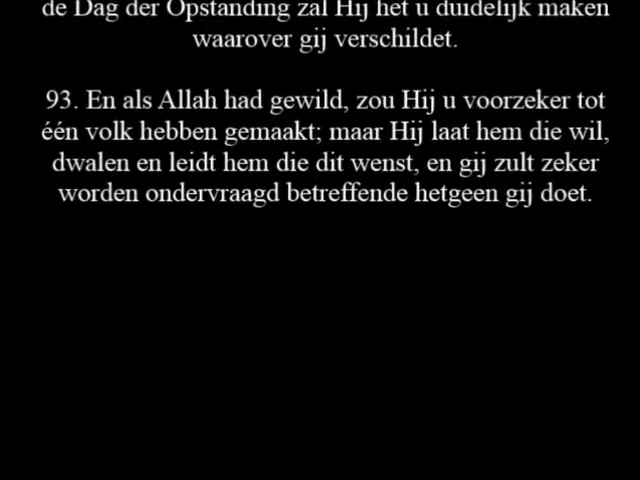 de Dag der Opstanding zal Hij het u duidelijk maken
waarover gij verschildet.
93. En als Allah had gewild, zou Hij u voorzeker tot
één volk hebben gemaakt; maar Hij laat hem die wil,
dwalen en leidt hem die dit wenst, en gij zult zeker
worden ondervraagd betreffende hetgeen gij doet.